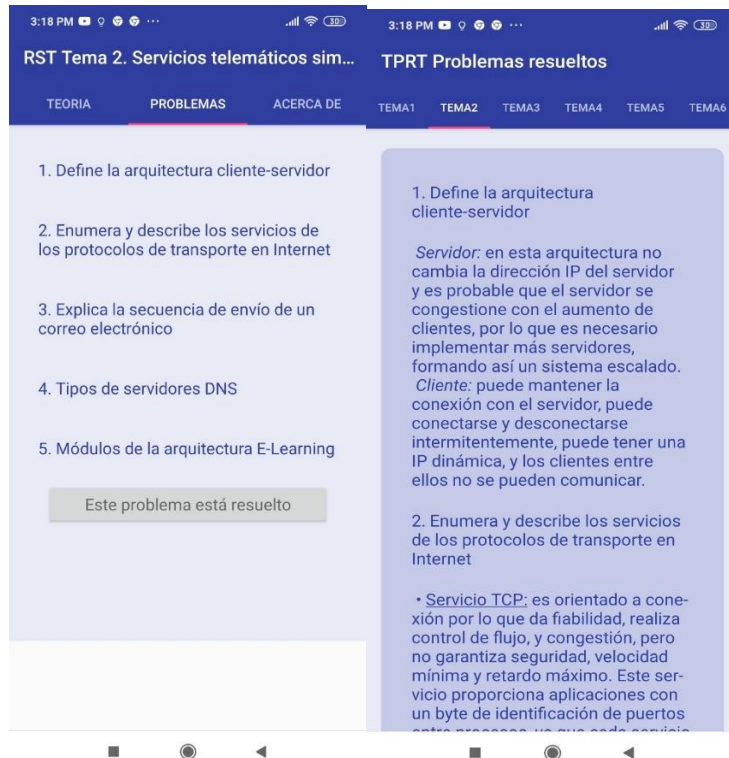 3:18 PM
30
RST Tema 2. Servicios telemáticos sim...
TEORIA
PROBLEMAS
ACERCA DE
1. Define la arquitectura cliente-servidor
2. Enumera y describe los servicios de
los protocolos de transporte en Internet
3. Explica la secuencia de envío de un
correo electrónico
4. Tipos de servidores DNS
5. Módulos de la arquitectura E-Learning
Este problema está resuelto
3:18 PM
30
TPRT Problemas resueltos
TEMA1
TEMA2
TEMA3
TEMA4
TEMA5
TEMA6
1. Define la arquitectura
cliente-servidor
Servidor: en esta arquitectura no
cambia la dirección IP del servidor
y es probable que el servidor se
congestione con el aumento de
clientes, por lo que es necesario
implementar más servidores,
formando así un sistema escalado.
Cliente: puede mantener la
conexión con el servidor, puede
conectarse y desconectarse
intermitentemente, puede tener una
IP dinámica, y los clientes entre
ellos no se pueden comunicar.
2. Enumera y describe los servicios
de los protocolos de transporte en
Internet
• Servicio TCP: es orientado a cone-
xión por lo que da fiabilidad, realiza
control de flujo, y congestión, pero
no garantiza seguridad, velocidad
mínima y retardo máximo. Este ser-
vicio proporciona aplicaciones con
un byte de identificación de puertos